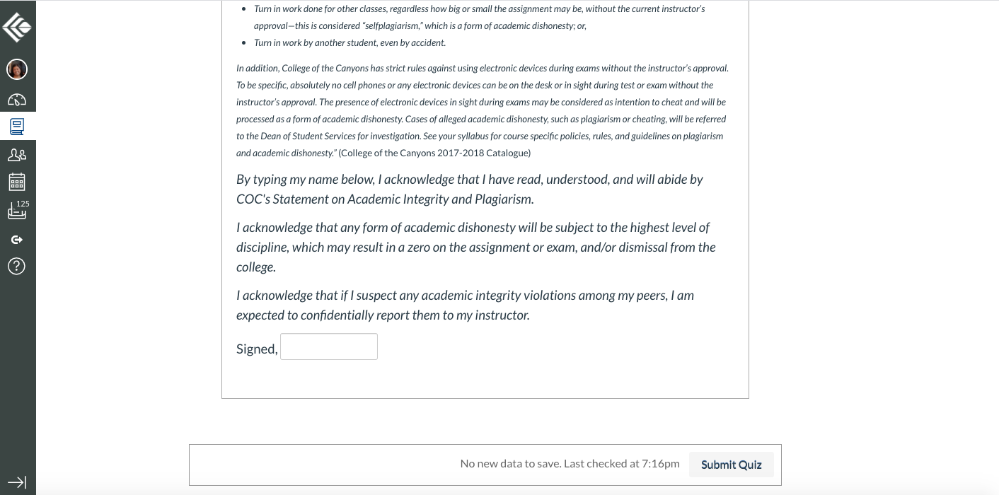 Turn in work done for other classes, regardless how big or small the assignment may be, without the current instructor's
approval—this is considered “selfplagiarism,” which is a form of academic dishonesty; or,
Turn in work by another student, even by accident.
In addition, College of the Canyons has strict rules against using electronic devices during exams without the instructor's approval.
To be specific, absolutely no cell phones or any electronic devices can be on the desk or in sight during test or exam without the
instructor's approval. The presence of electronic devices in sight during exams may be considered as intention to cheat and will be
processed as a form of academic dishonesty. Cases of alleged academic dishonesty, such as plagiarism or cheating, will be referred
to the Dean of Student Services for investigation. See your syllabus for course specific policies, rules, and guidelines on plagiarism
and academic dishonesty.” (College of the Canyons 2017-2018 Catalogue)
By typing my name below, I acknowledge that I have read, understood, and will abide by
COC's Statement on Academic Integrity and Plagiarism.
125
I acknowledge that any form of academic dishonesty will be subject to the highest level of
discipline, which may result in a zero on the assignment or exam, and/or dismissal from the
college.
I acknowledge that if I suspect any academic integrity violations among my peers, I am
expected to confidentially report them to my instructor.
Signed,
No new data to save. Last checked at 7:16pm
Submit Quiz